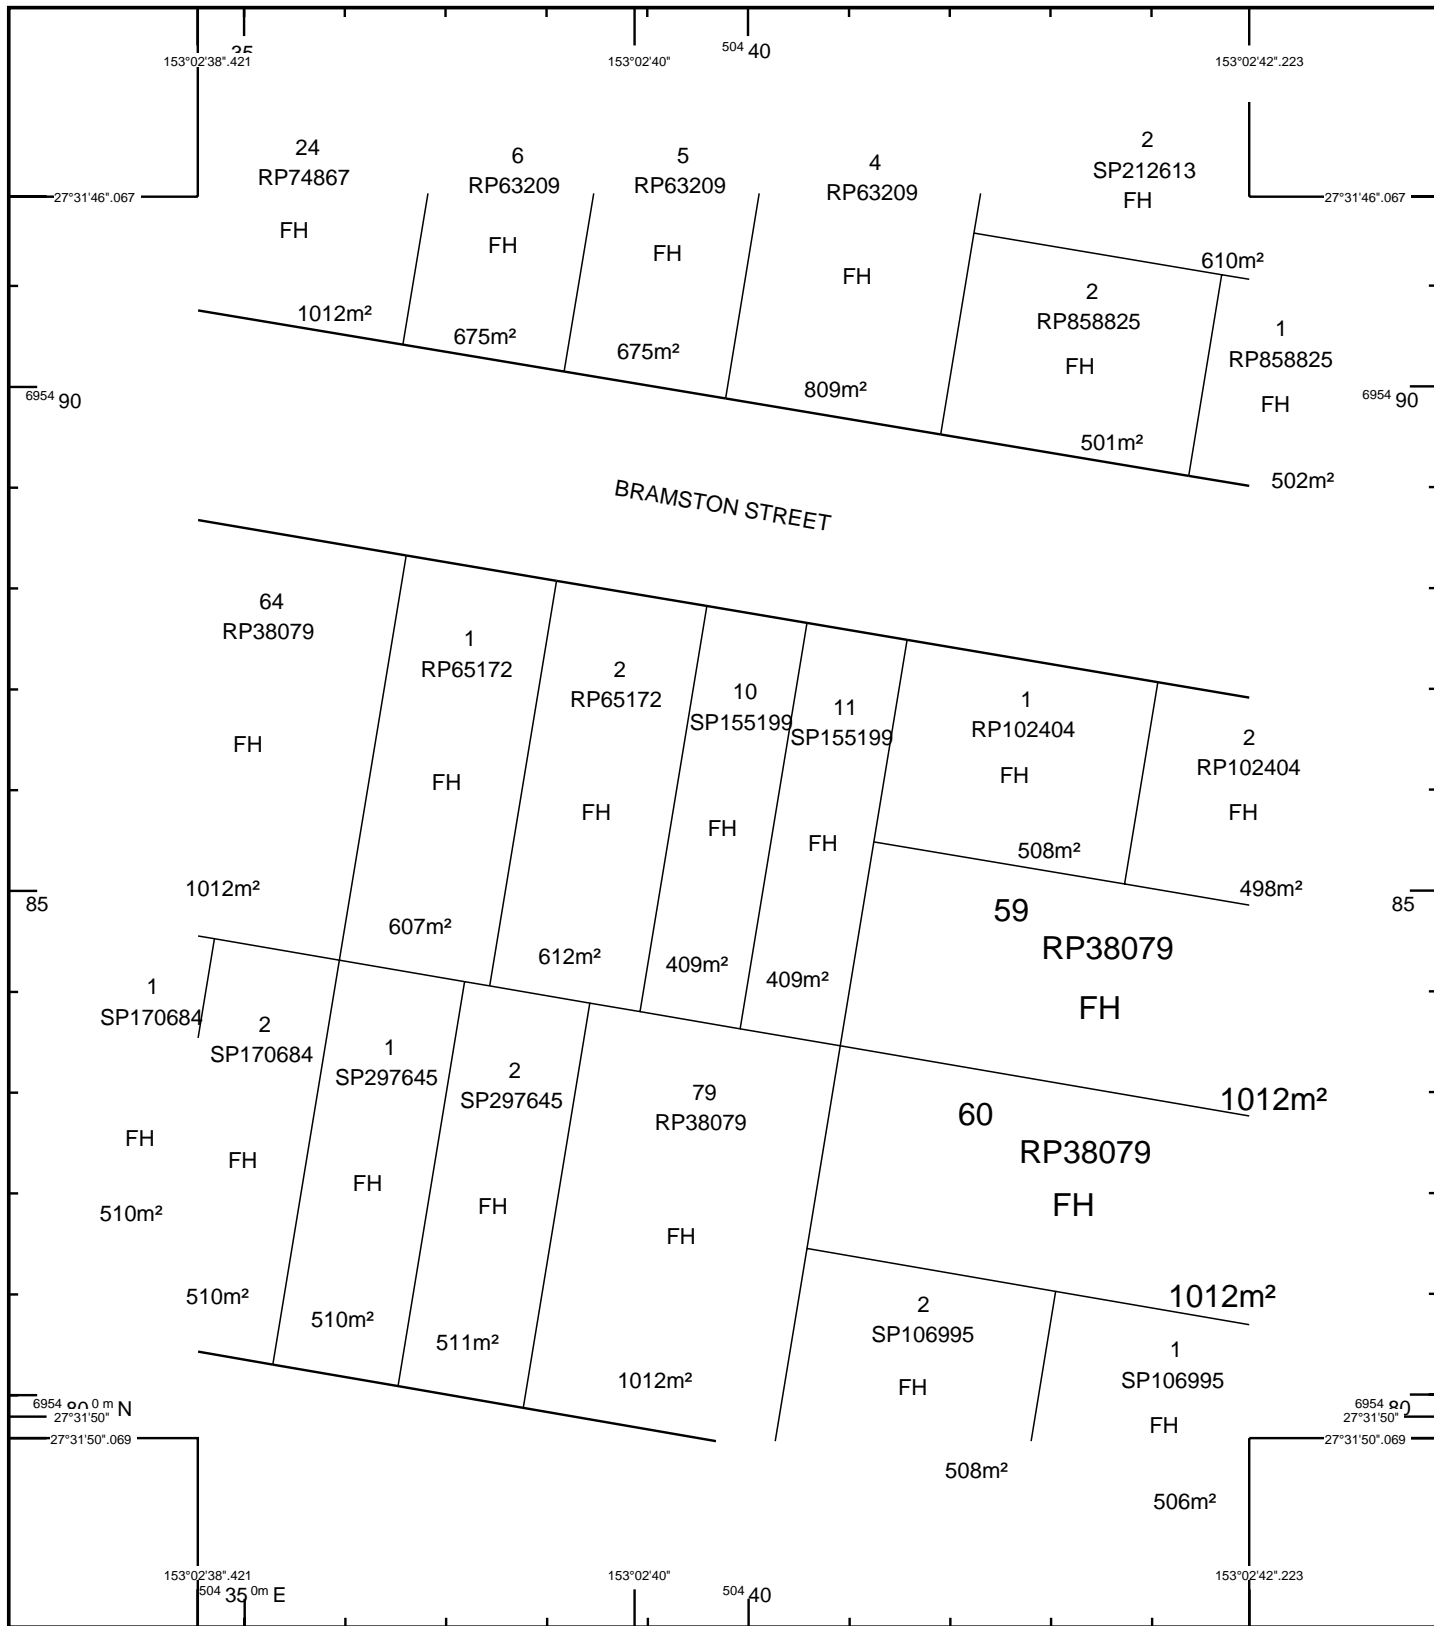 35
504 40
153°02'38".421
153°02'40"
153°02'42".223
24
RP74867
FH
1012m²
6
RP63209
FH
675m²
5
RP63209
FH
675m²
4
RP63209
FH
809m²
2
SP212613
FH
610m²
27°31'46".067
27°31'46".067
2
RP858825
FH
501m²
1
RP858825
FH
502m²
6954 90
6954 90
BRAMSTON STREET
64
RP38079
FH
1012m²
1
RP65172
FH
607m²
2
RP65172
FH
612m²
10
SP155199
FH
409m²
11
SP155199
FH
409m²
1
RP102404
FH
508m²
2
RP102404
FH
498m²
85
85
59
RP38079
FH
1012m²
1
SP170684
FH
510m²
2
SP170684
FH
510m²
1
SP297645
FH
510m²
2
SP297645
FH
511m²
79
RP38079
FH
1012m²
60
RP38079
FH
1012m²
2
SP106995
FH
508m²
1
SP106995
FH
506m²
6954 80 0 m N
27°31'50"
27°31'50".069
6954 80
27°31'50"
27°31'50".069
153°02'38".421
153°02'40"
153°02'42".223
504 35 0m E
504 40